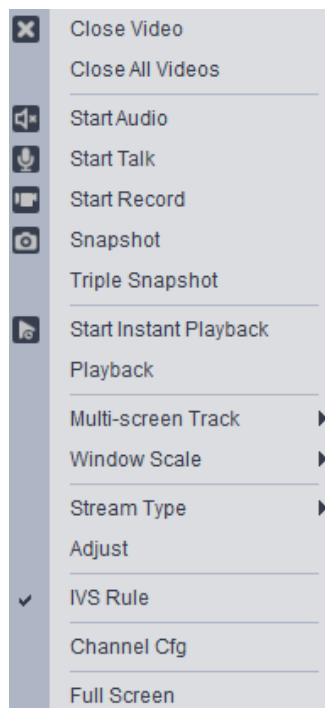 Close Video
Close All Videos
Start Audio
Start Talk
Start Record
Snapshot
Triple Snapshot
Start Instant Playback
Playback
Multi-screen Track
Window Scale
Stream Type
Adjust
IVS Rule
Channel Cfg
Full Screen